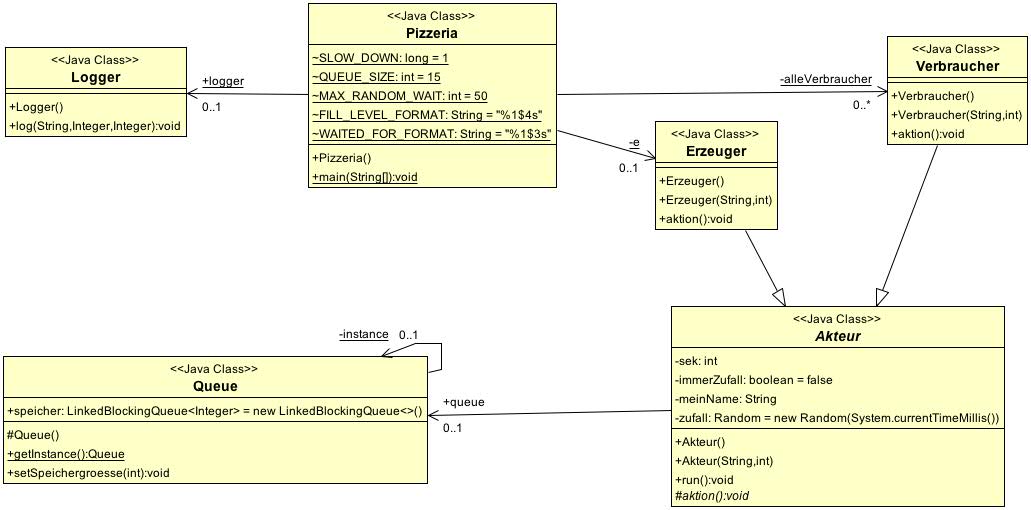 <<Java Class>>
Logger
+Logger()
+log(String,Integer,Integer):void
+logger
0..1
<<Java Class>>
Pizzeria
~SLOW_DOWN: long = 1
~QUEUE_SIZE: int = 15
~MAX_RANDOM_WAIT: int = 50
~FILL_LEVEL_FORMAT: String = "%1$4s"
~WAITED_FOR_FORMAT: String = "%1$3s"
+Pizzeria()
+main(String[]):void
-alleVerbraucher
0..*
<<Java Class>>
Verbraucher
+Verbraucher()
+Verbraucher(String,int)
+aktion():void
-e
0..1
<<Java Class>>
Erzeuger
+Erzeuger()
+Erzeuger(String,int)
+aktion():void
-instance 0..1
<<Java Class>>
Queue
+speicher: LinkedBlockingQueue<Integer> = new LinkedBlockingQueue<>()
#Queue()
+getInstance():Queue
+setSpeichergroesse(int):void
+queue
0..1
<<Java Class>>
Akteur
-sek: int
-immerZufall: boolean = false
-meinName: String
-zufall: Random = new Random(System.currentTimeMillis())
+Akteur()
+Akteur(String,int)
+run():void
#aktion():void